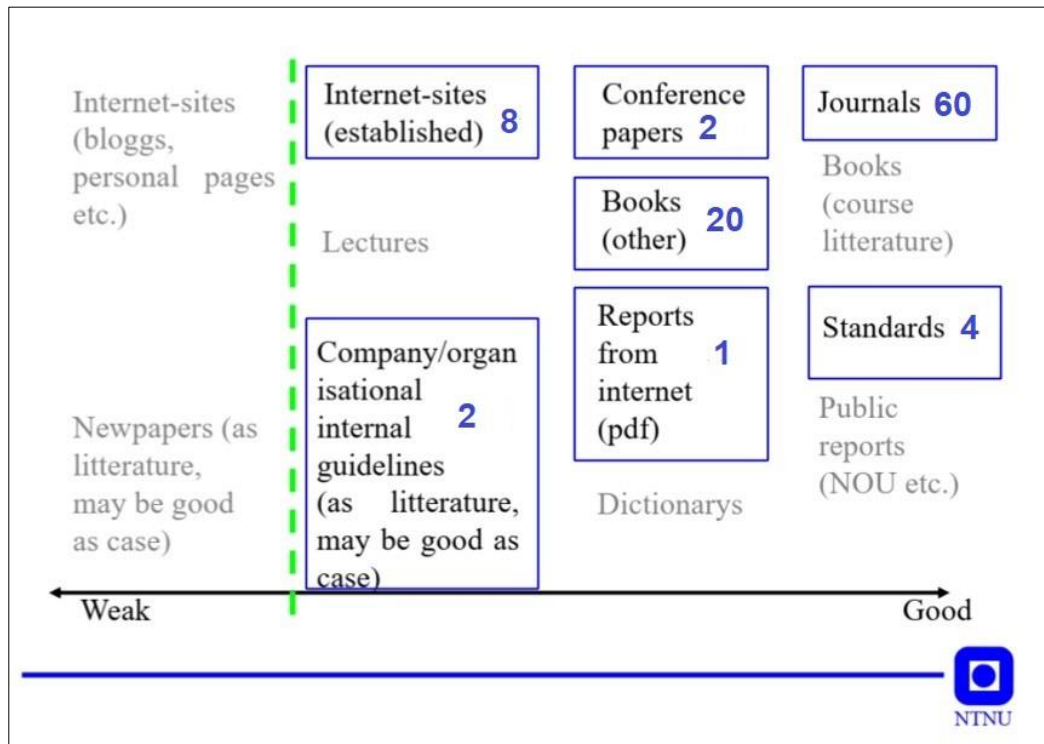 Internet-sites
(bloggs,
personal pages
etc.)
Newpapers (as
litterature,
may be good
as case)
Internet-sites
(established) 8
Lectures
Company/organ
isational
internal 2
guidelines
(as litterature,
may be good as
case)
Conference
papers 2
Books
(other) 20
Reports
from
internet 1
(pdf)
Dictionarys
Journals 60
Books
(course
litterature)
Standards 4
Public
reports
(NOU etc.)
Weak
Good
NTNU